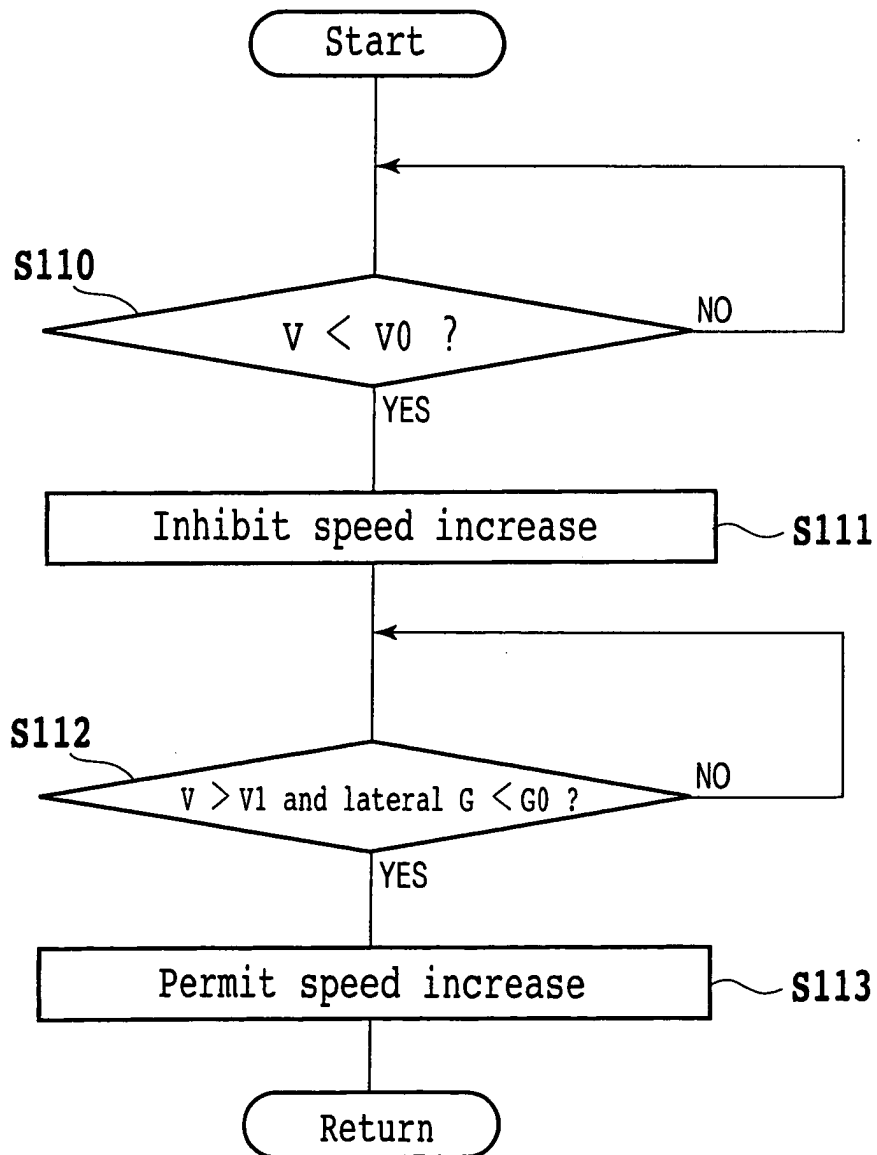 Start
S110
V < V0 ?
NO
YES
Inhibit speed increase
S111
S112
V > V1 and lateral G < G0 ?
NO
YES
Permit speed increase
S113
Return